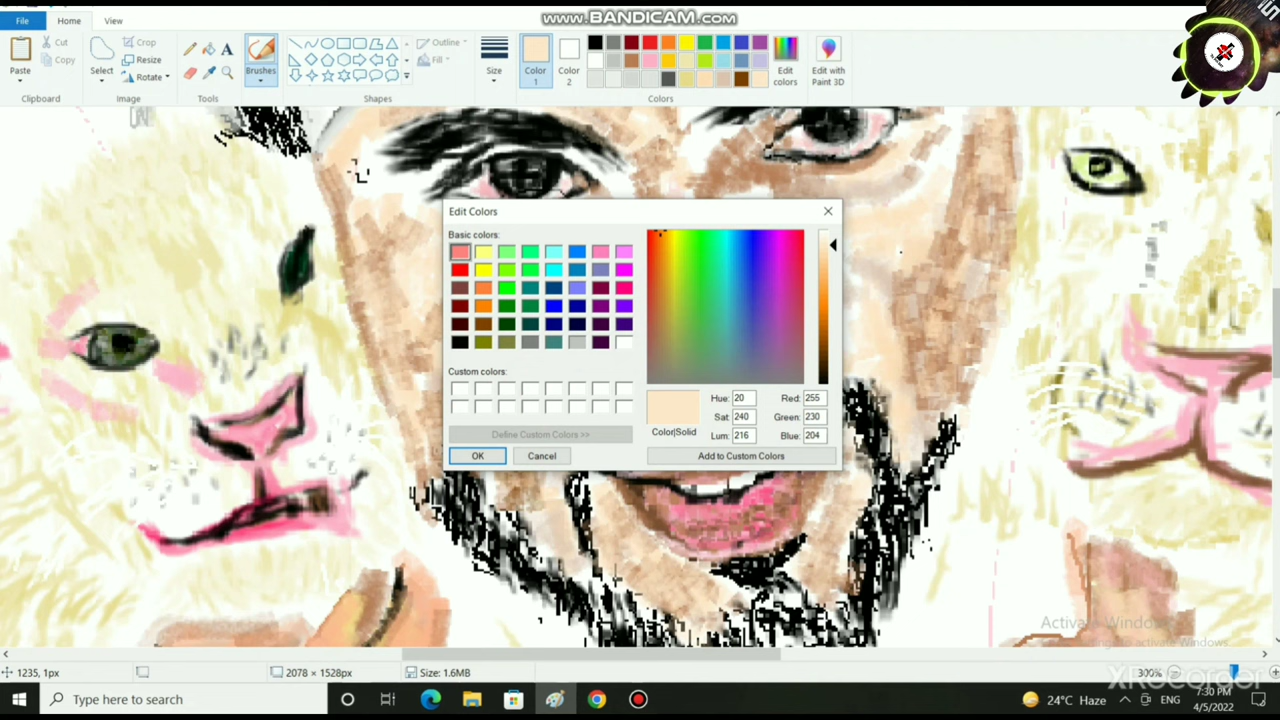 www.BANDICAM.com
File
Home
View
Paste
Cut
Copy
Clipboard
Select
Crop
Resize
Rotate
Image
Tools
Brushes
Shapes
Outline
Fill
Size
Color
1
Color
2
Colors
Edit
colors
Edit with
Paint 3D
Edit Colors
Basic colors:
Custom colors:
Define Custom Colors >>
OK
Cancel
Color|Solid
Hue: 20
Sat: 240
Lum: 216
Red: 255
Green: 230
Blue: 204
Add to Custom Colors
Activate Windows
to activate Windows.
1235, 1px
2078 × 1528px
Size: 1.6MB
300%
XRecorder
Type here to search
24°C Haze
ENG
7:30 PM
4/5/2022